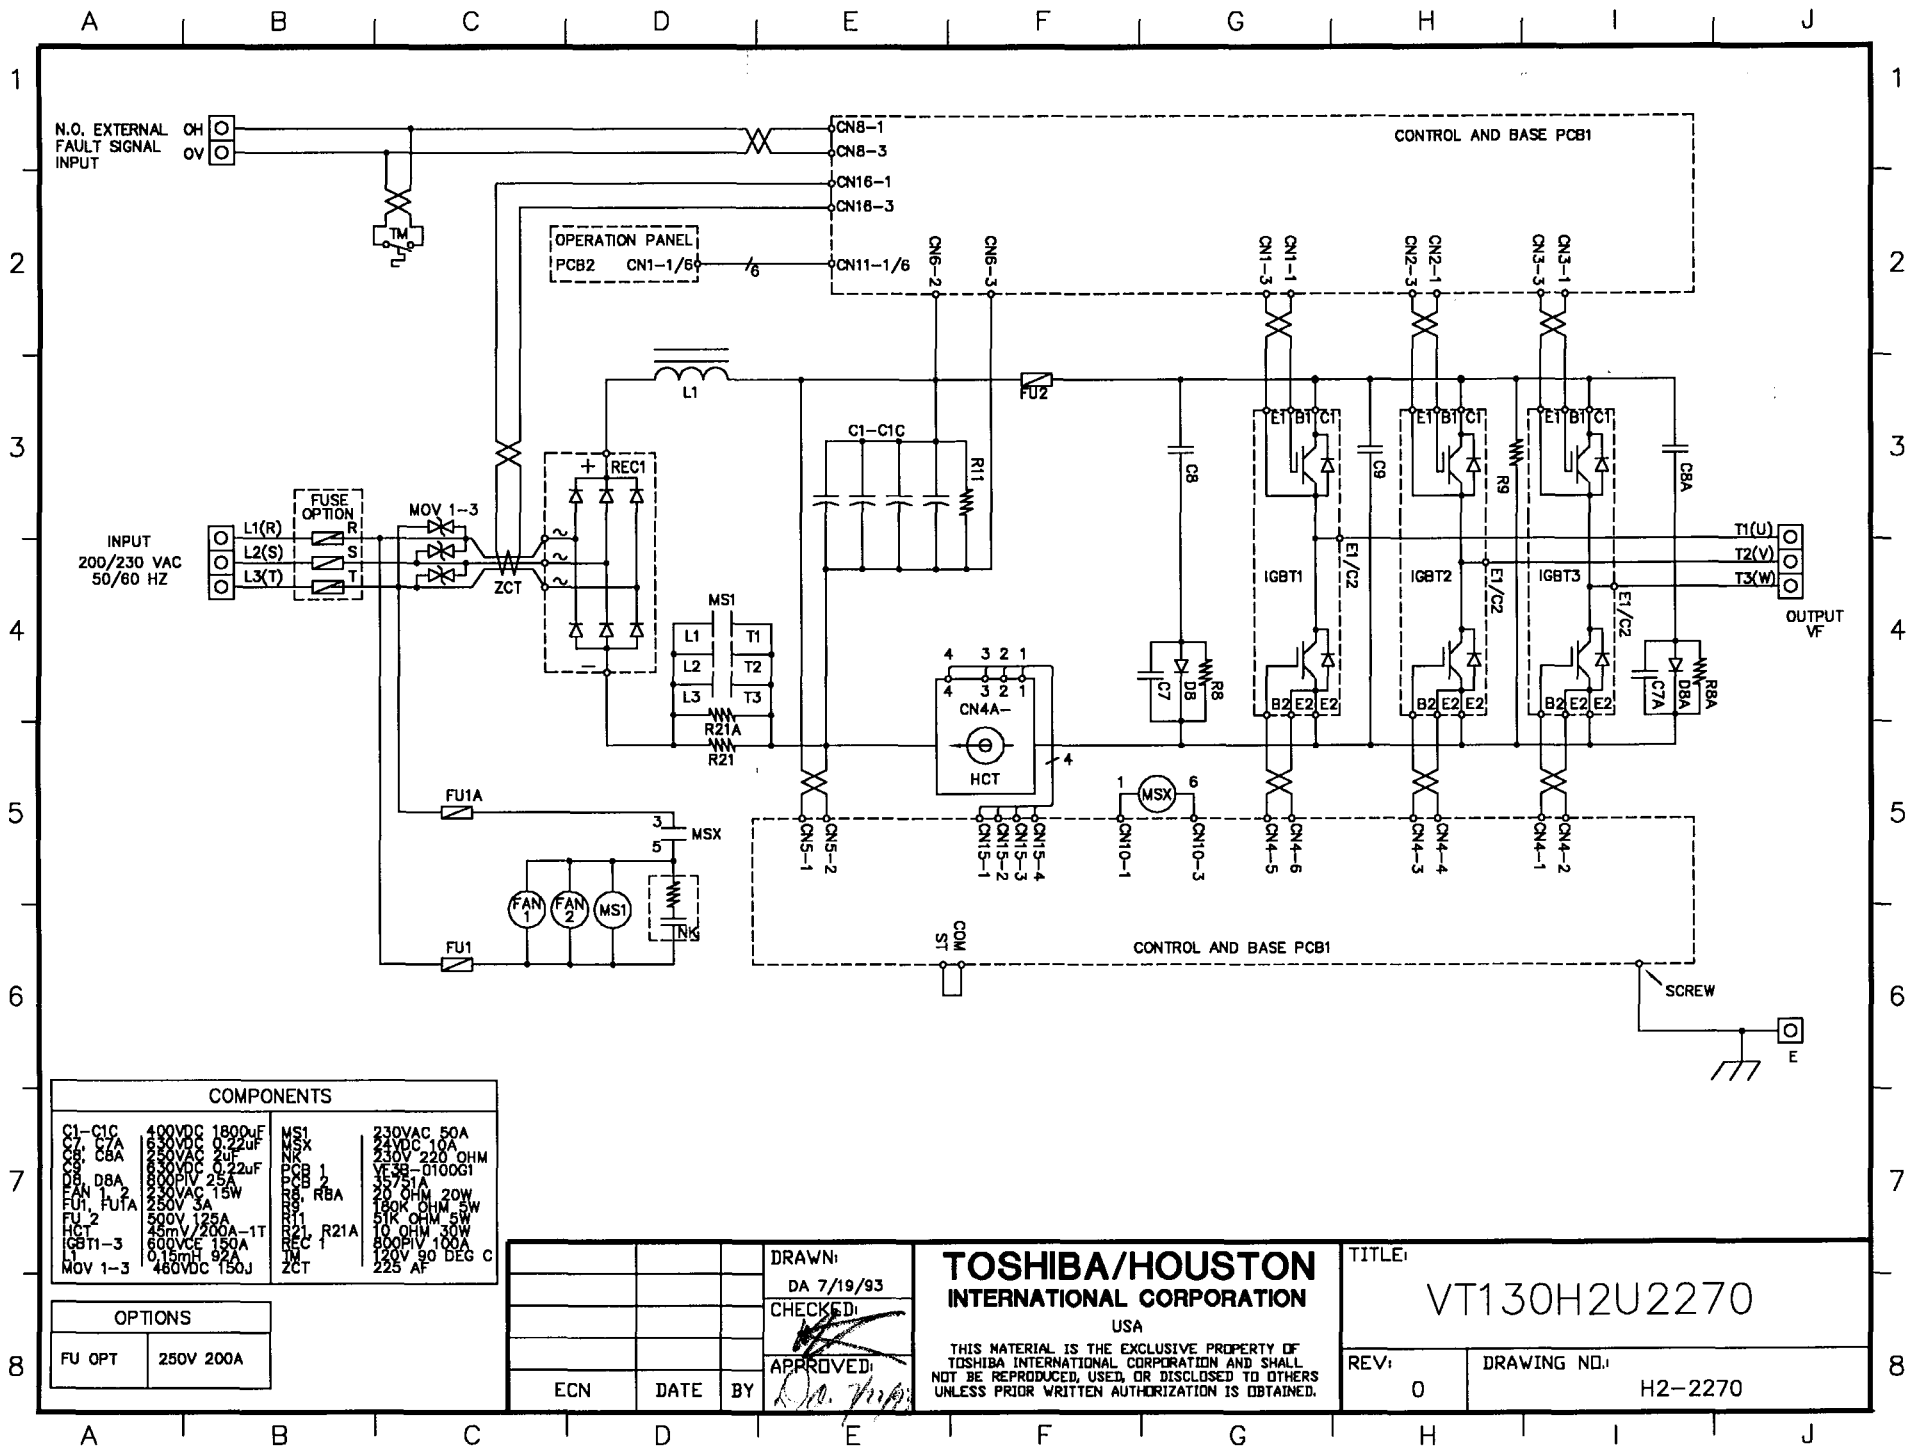 A B C D E F G H I J
1 1
N.O. EXTERNAL
FAULT SIGNAL
INPUT
OH
OV
CN8-1
CN8-3
CONTROL AND BASE PCB1
CN16-1
CN16-3
TM
OPERATION PANEL
PCB2 CN1-1/6
6
CN11-1/6
CN6-2
CN6-3
CN1-3
CN1-1
CN2-3
CN2-1
CN3-3
CN3-1
2 2
L1
FU2
E1 B1 C1
E1 B1 C1
E1 B1 C1
3 3
C1-C1C
R11
C8
C9
R9
C8A
+ REC1
FUSE
OPTION
MOV 1-3
INPUT
200/230 VAC
50/60 HZ
L1(R) R
L2(S) S
L3(T) T
ZCT
~
~
~
-
T1(U)
T2(V)
T3(W)
E1/C2
E1/C2
E1/C2
IGBT1
IGBT2
IGBT3
OUTPUT
VF
4 4
MS1
L1 T1
L2 T2
L3 T3
R21A
R21
4 3 2 1
4 3 2 1
CN4A-
HCT
4
C7
D8
R8
C7A
D8A
R8A
B2 E2 E2
B2 E2 E2
B2 E2 E2
5 5
FU1A
3
5
MSX
1 MSX 6
CN5-1
CN5-2
CN15-1
CN15-2
CN15-3
CN15-4
CN10-1
CN10-3
CN4-5
CN4-6
CN4-3
CN4-4
CN4-1
CN4-2
FAN
1
FAN
2
MS1
NK
FU1
COM
ST
CONTROL AND BASE PCB1
SCREW
6 6
E
COMPONENTS
C1-C1C 400VDC 1800uF MS1 230VAC 50A
C7, C7A 630VDC 0.22uF MSX 24VDC 10A
C8, C8A 250VAC 2uF NK 230V 220 OHM
C9 630VDC 0.22uF PCB 1 VF3B-0100G1
D8, D8A 800PIV 25A PCB 2 35751A
FAN 1, 2 230VAC 15W R8, R8A 20 OHM 20W
FU1, FU1A 250V 3A R9 180K OHM 5W
FU 2 500V 125A R11 51K OHM 5W
HCT 45mV/200A-1T R21, R21A 10 OHM 30W
IGBT1-3 600VCE 150A REC 1 800PIV 100A
L1 0.15mH 92A TM 120V 90 DEG C
MOV 1-3 460VDC 150J ZCT 225 AF
7 7
OPTIONS
FU OPT 250V 200A
8 8
ECN DATE BY
DRAWN:
DA 7/19/93
CHECKED:
APPROVED:
TOSHIBA/HOUSTON
INTERNATIONAL CORPORATION
USA
THIS MATERIAL IS THE EXCLUSIVE PROPERTY OF
TOSHIBA INTERNATIONAL CORPORATION AND SHALL
NOT BE REPRODUCED, USED, OR DISCLOSED TO OTHERS
UNLESS PRIOR WRITTEN AUTHORIZATION IS OBTAINED.
TITLE:
VT130H2U2270
REV:
0
DRAWING NO.:
H2-2270
A B C D E F G H I J